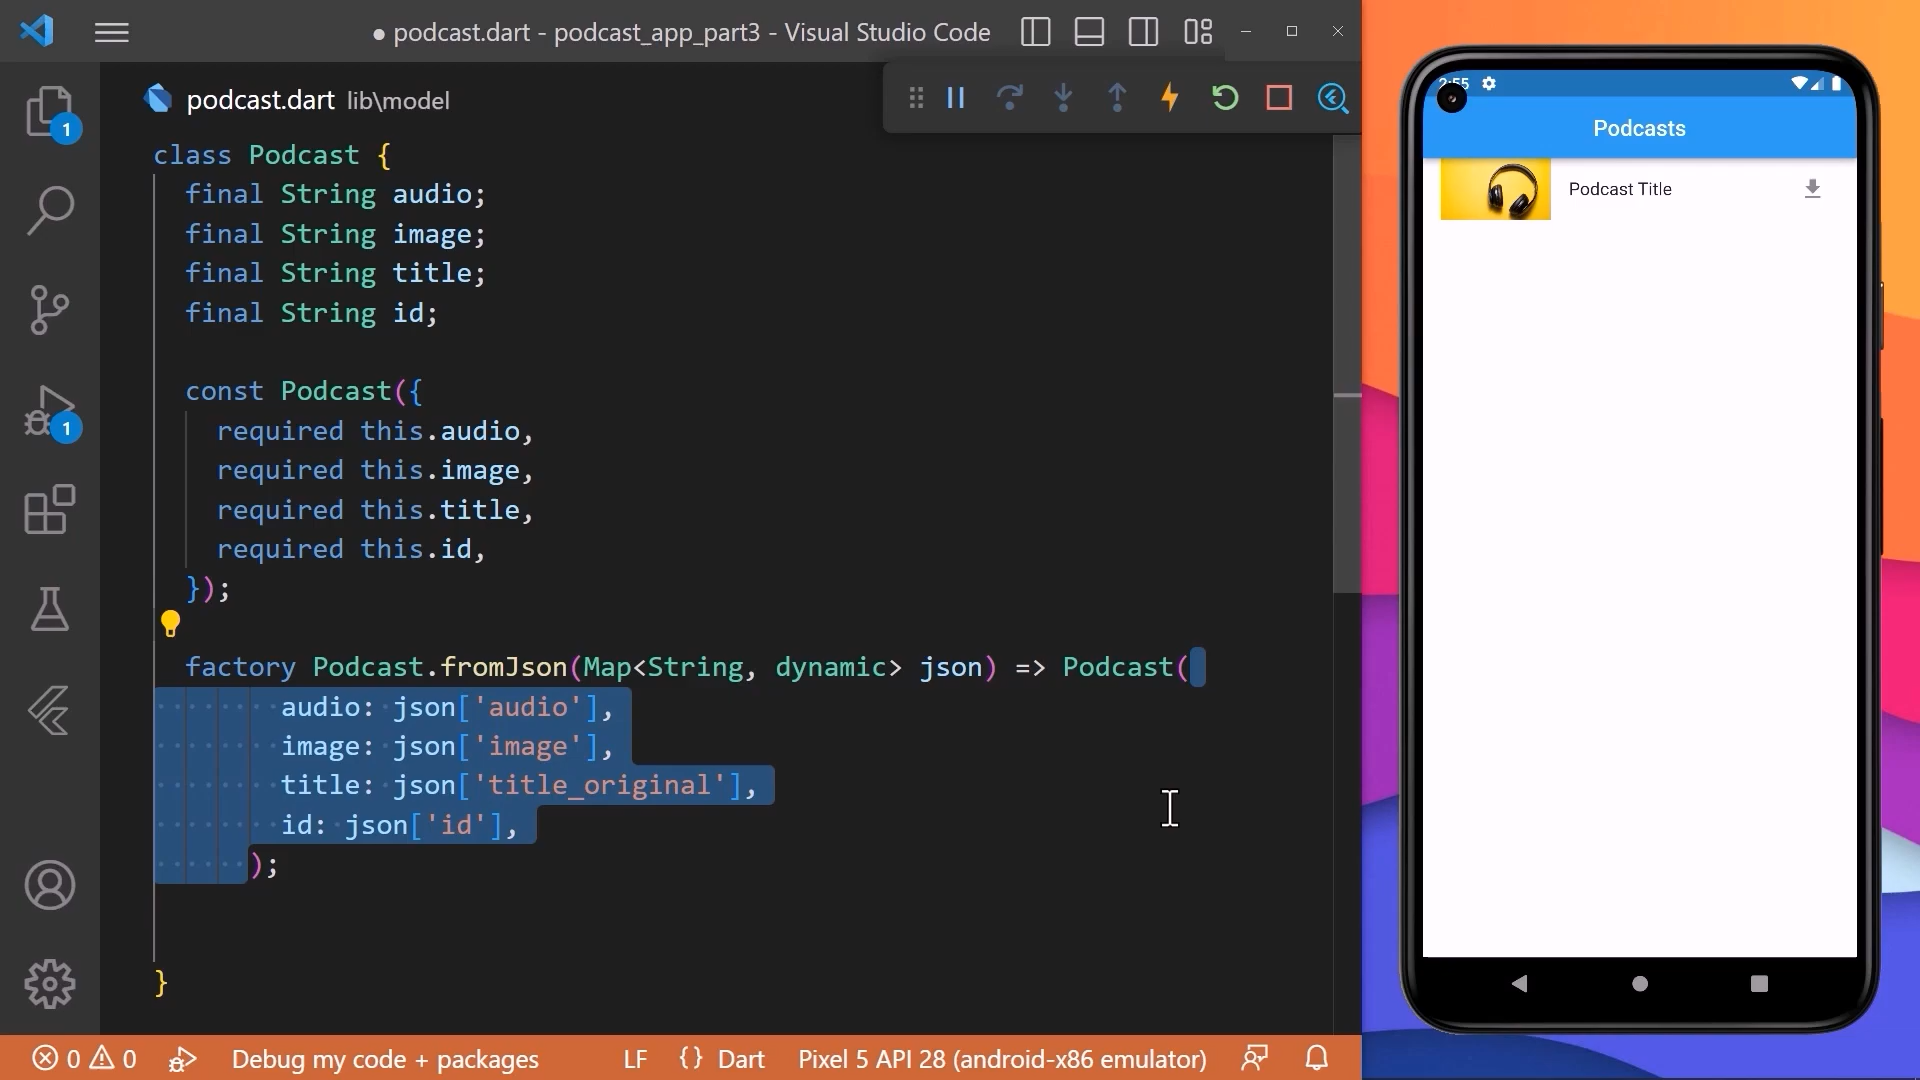 ● podcast.dart - podcast_app_part3 - Visual Studio Code
podcast.dart lib\model
class Podcast {
final String audio;
final String image;
final String title;
final String id;
const Podcast({
required this.audio,
required this.image,
required this.title,
required this.id,
});
factory Podcast.fromJson(Map<String, dynamic> json) => Podcast(
audio: json['audio'],
image: json['image'],
title: json['title_original'],
id: json['id'],
);
}
1
1
0 0 Debug my code + packages LF {} Dart Pixel 5 API 28 (android-x86 emulator)
2:55
Podcasts
Podcast Title